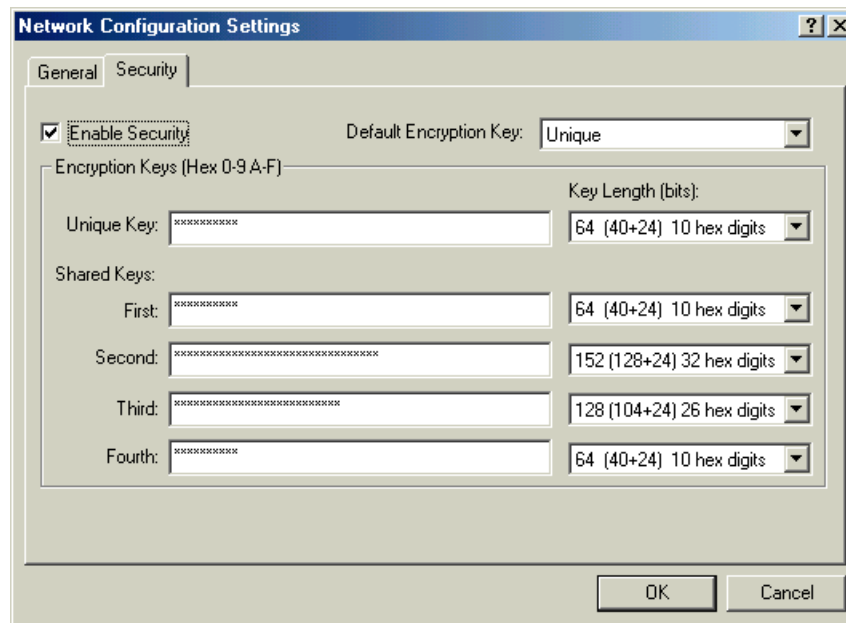 Network Configuration Settings
General Security
Enable Security Default Encryption Key: Unique
Encryption Keys (Hex 0-9 A-F)
Key Length (bits):
Unique Key: ********** 64 (40+24) 10 hex digits
Shared Keys:
First: ********** 64 (40+24) 10 hex digits
Second: ******************************** 152 (128+24) 32 hex digits
Third: ************************** 128 (104+24) 26 hex digits
Fourth: ********** 64 (40+24) 10 hex digits
OK Cancel